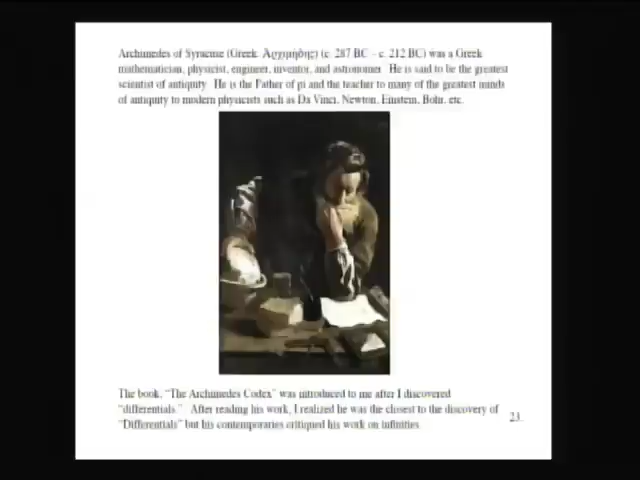 Archimedes of Syracuse (Greek: Ἀρχιμήδης) (c. 287 BC – c. 212 BC) was a Greek
mathematician, physicist, engineer, inventor, and astronomer. He is said to be the greatest
scientist of antiquity. He is the Father of pi and the teacher to many of the greatest minds
of antiquity to modern physicists such as Da Vinci, Newton, Einstein, Bohr, etc.
The book, “The Archimedes Codex” was introduced to me after I discovered
“differentials.” After reading his work, I realized he was the closest to the discovery of
“Differentials” but his contemporaries critiqued his work on infinities.
23.